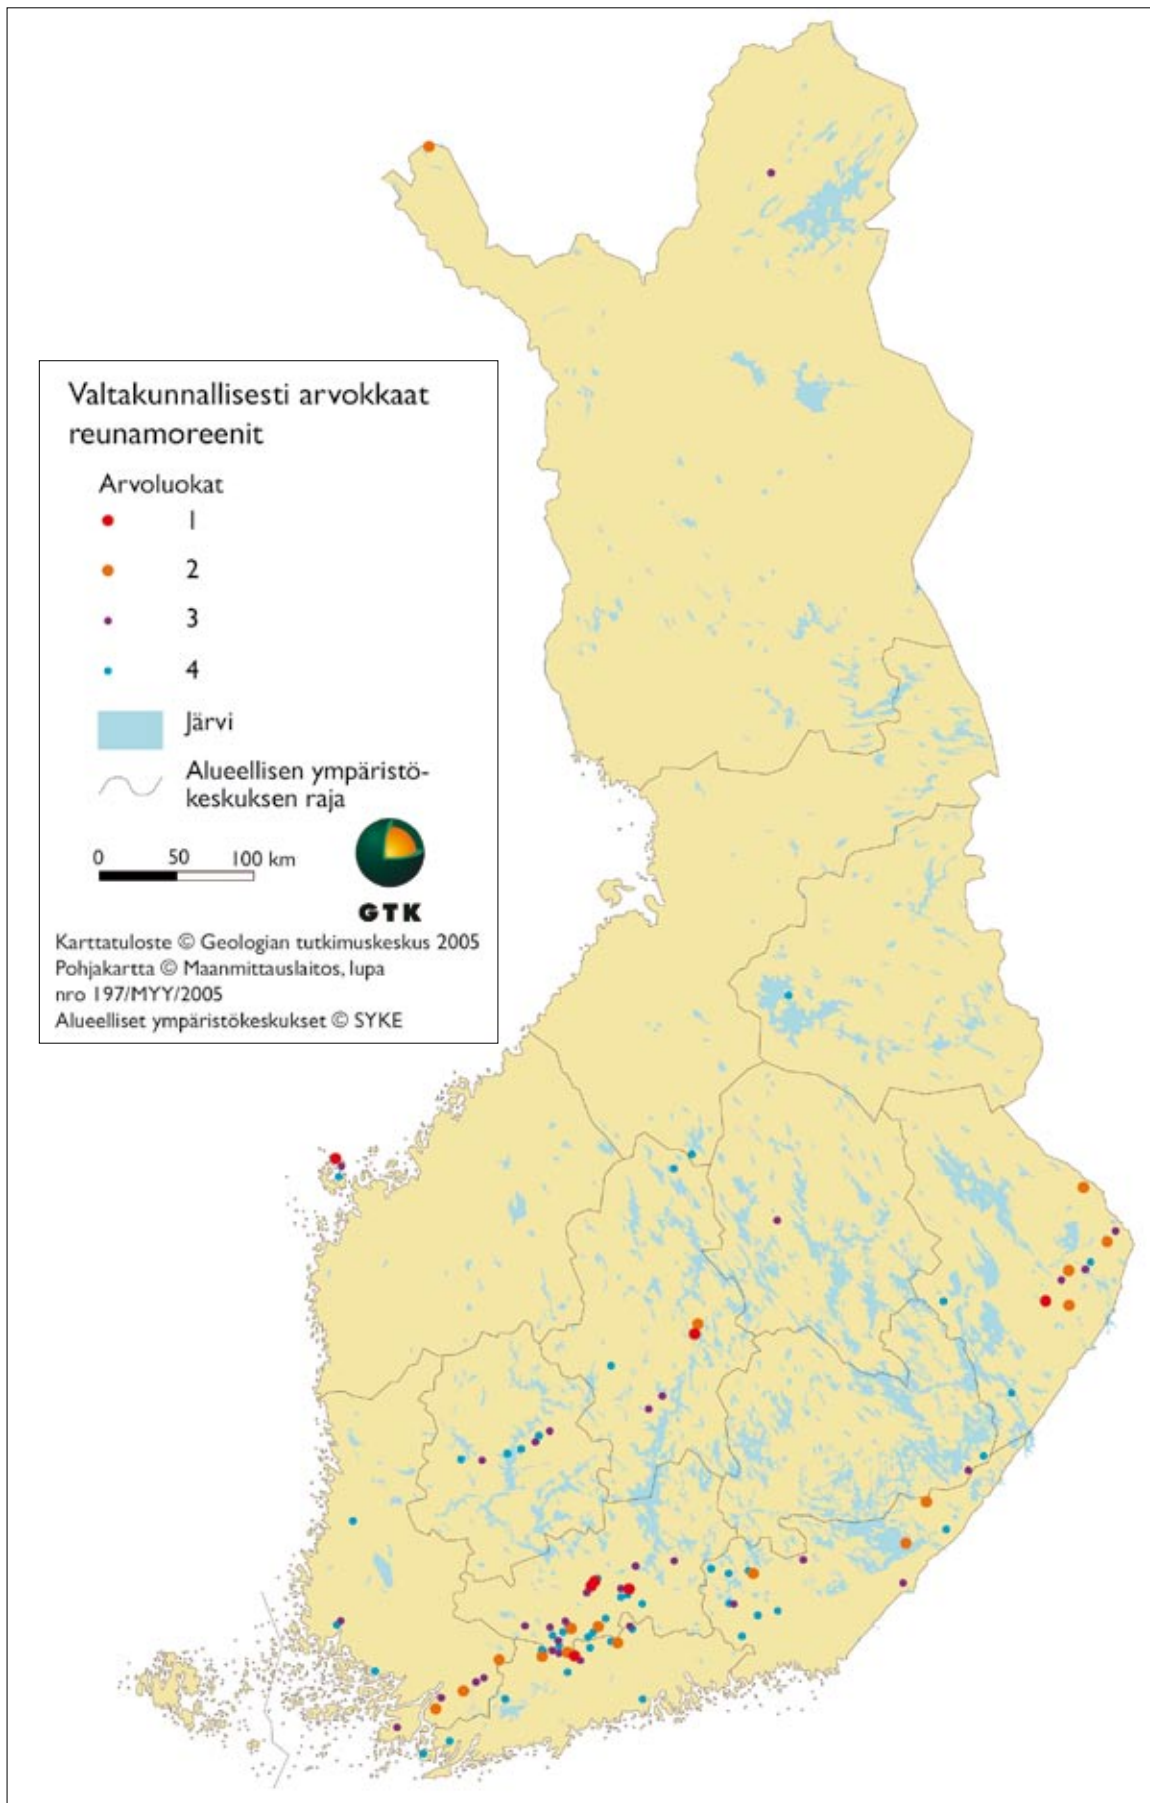 Valtakunnallisesti arvokkaat
reunamoreenit
Arvoluokat
1
2
3
4
Järvi
Alueellisen ympäristö-
keskuksen raja
0 50 100 km
GTK
Karttatuloste © Geologian tutkimuskeskus 2005
Pohjakartta © Maanmittauslaitos, lupa
nro 197/MYY/2005
Alueelliset ympäristökeskukset © SYKE